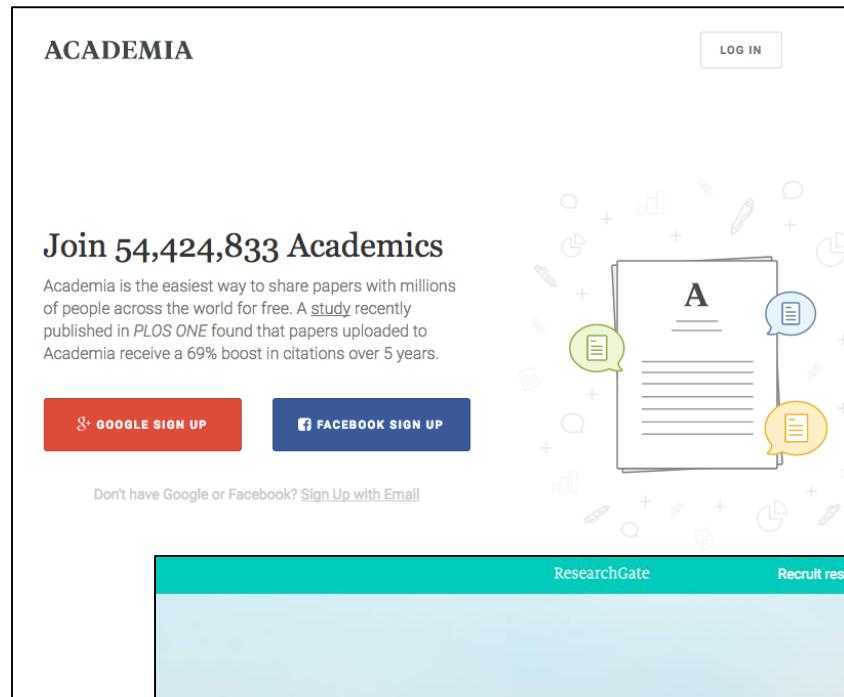 ACADEMIA
LOG IN
Join 54,424,833 Academics
Academia is the easiest way to share papers with millions
of people across the world for free. A study recently
published in PLOS ONE found that papers uploaded to
Academia receive a 69% boost in citations over 5 years.
A
g+ GOOGLE SIGN UP
f FACEBOOK SIGN UP
Don't have Google or Facebook? Sign Up with Email
ResearchGate
Recruit res